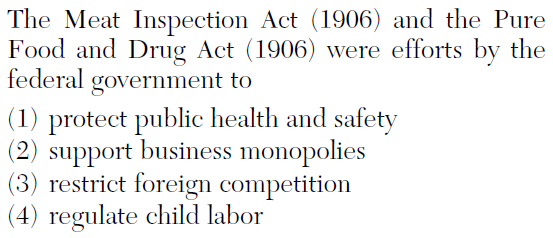 The Meat Inspection Act (1906) and the Pure
Food and Drug Act (1906) were efforts by the
federal government to
(1) protect public health and safety
(2) support business monopolies
(3) restrict foreign competition
(4) regulate child labor